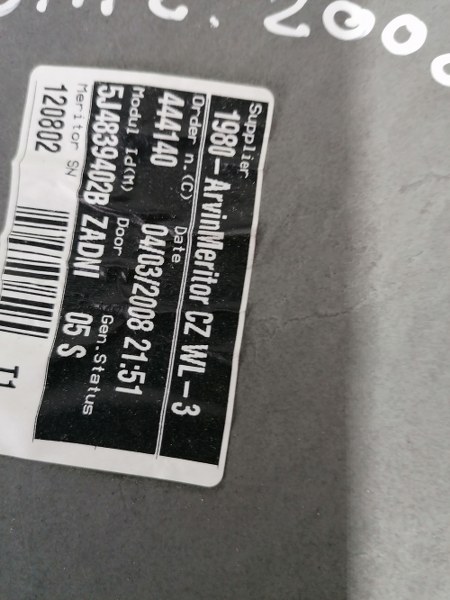 Supplier
1980-ArvinMeritor CZ WL-3
Order n.(C) Date
444140 04/03/2008 21:51
Modul Id(M) Door Gen.Status
5J4839402B ZADNI 05 S
Meritor SN
120802
T1